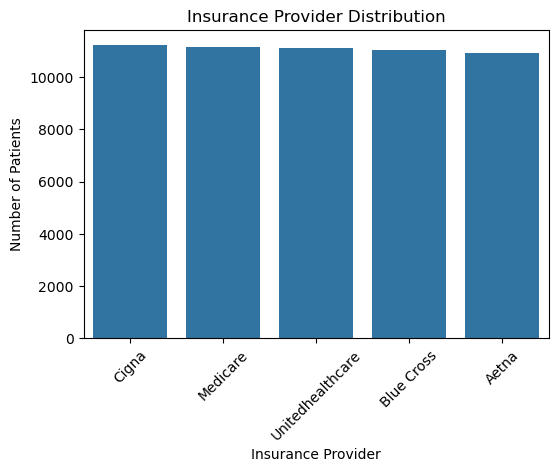 Insurance Provider Distribution
Number of Patients
10000
8000
6000
4000
2000
0
Cigna
Medicare
Unitedhealthcare
Blue Cross
Aetna
Insurance Provider